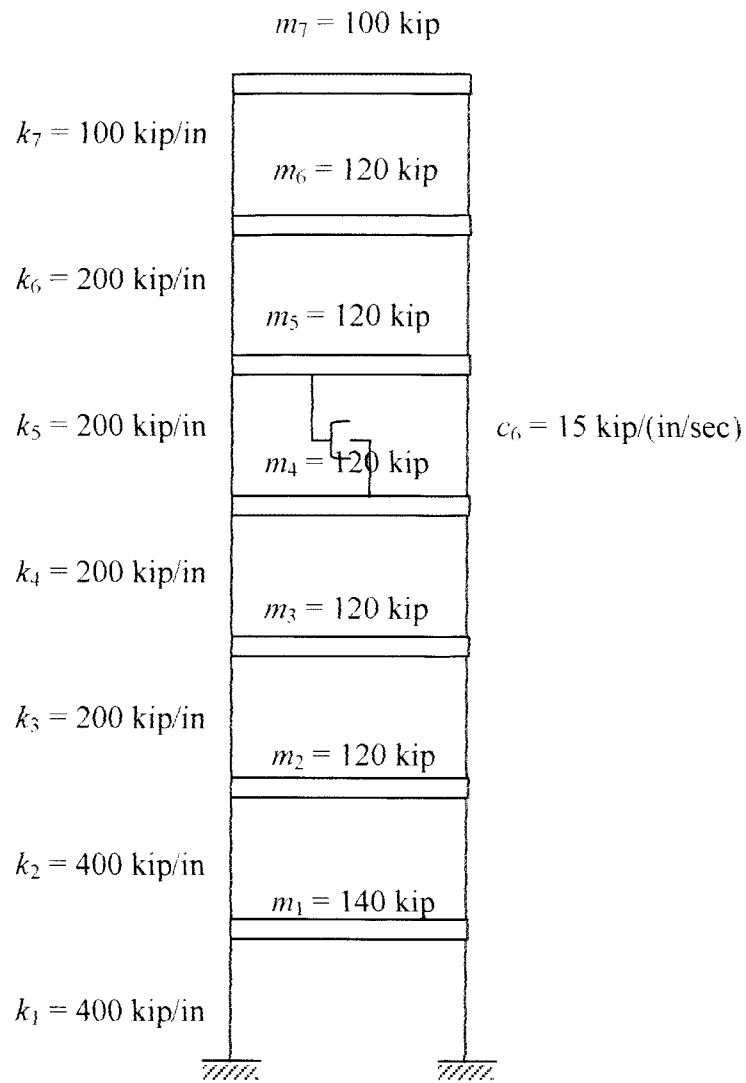 m₇ = 100 kip
k₇ = 100 kip/in
m₆ = 120 kip
k₆ = 200 kip/in
m₅ = 120 kip
k₅ = 200 kip/in
c₆ = 15 kip/(in/sec)
m₄ = 120 kip
k₄ = 200 kip/in
m₃ = 120 kip
k₃ = 200 kip/in
m₂ = 120 kip
k₂ = 400 kip/in
m₁ = 140 kip
k₁ = 400 kip/in